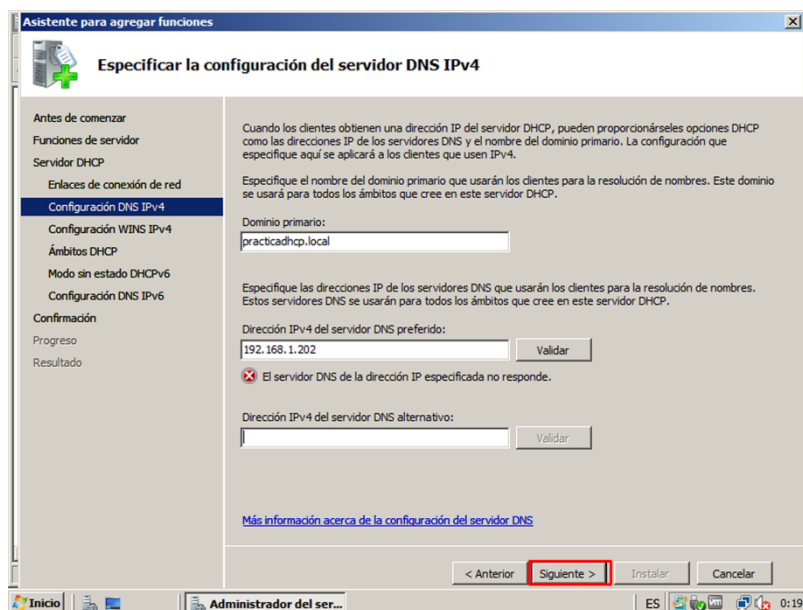 Asistente para agregar funciones
Especificar la configuración del servidor DNS IPv4
Antes de comenzar
Funciones de servidor
Servidor DHCP
Enlaces de conexión de red
Configuración DNS IPv4
Configuración WINS IPv4
Ámbitos DHCP
Modo sin estado DHCPv6
Configuración DNS IPv6
Confirmación
Progreso
Resultado
Cuando los clientes obtienen una dirección IP del servidor DHCP, pueden proporcionárseles opciones DHCP
como las direcciones IP de los servidores DNS y el nombre del dominio primario. La configuración que
especifique aquí se aplicará a los clientes que usen IPv4.
Especifique el nombre del dominio primario que usarán los clientes para la resolución de nombres. Este dominio
se usará para todos los ámbitos que cree en este servidor DHCP.
Dominio primario:
practicadhcp.local
Especifique las direcciones IP de los servidores DNS que usarán los clientes para la resolución de nombres.
Estos servidores DNS se usarán para todos los ámbitos que cree en este servidor DHCP.
Dirección IPv4 del servidor DNS preferido:
192.168.1.202 Validar
El servidor DNS de la dirección IP especificada no responde.
Dirección IPv4 del servidor DNS alternativo:
Validar
Más información acerca de la configuración del servidor DNS
< Anterior Siguiente > Instalar Cancelar
Inicio Administrador del ser... ES 0:19